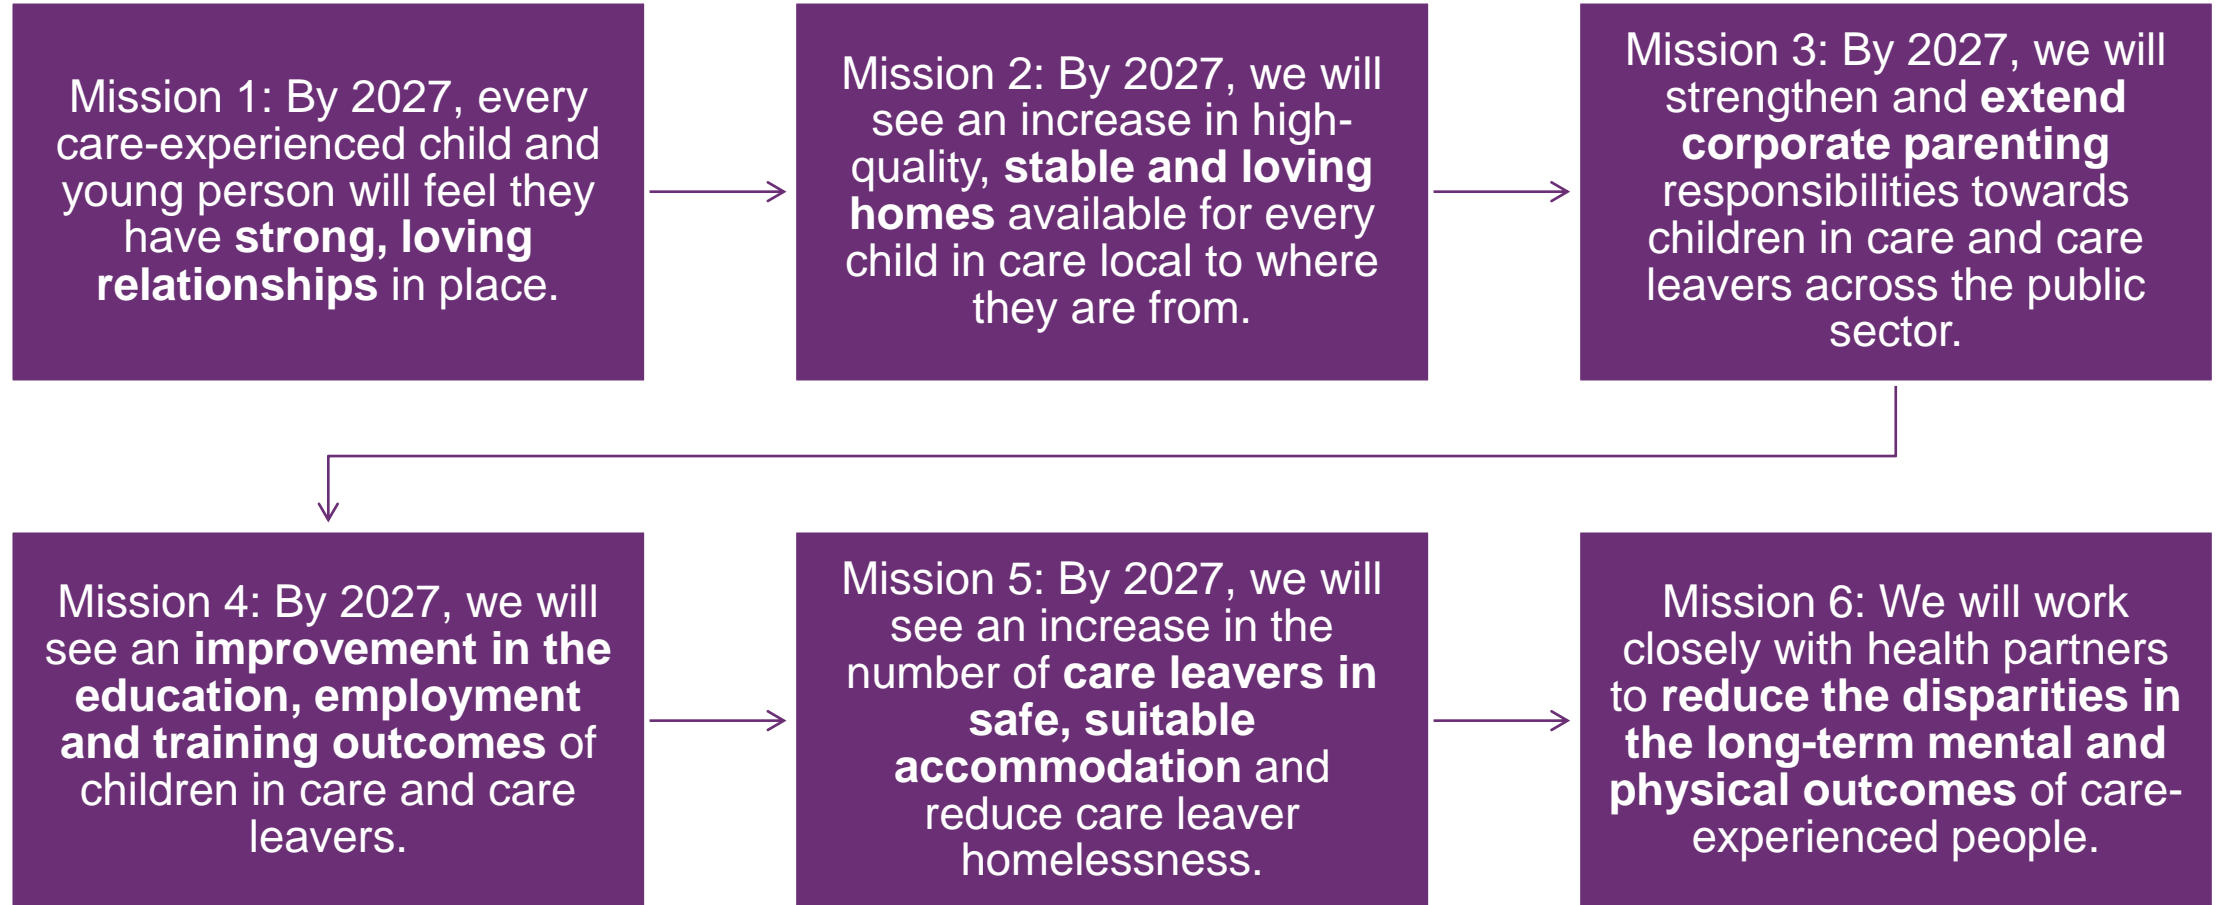 Mission 1: By 2027, every
care-experienced child and
young person will feel they
have strong, loving
relationships in place.
Mission 2: By 2027, we will
see an increase in high-
quality, stable and loving
homes available for every
child in care local to where
they are from.
Mission 3: By 2027, we will
strengthen and extend
corporate parenting
responsibilities towards
children in care and care
leavers across the public
sector.
Mission 4: By 2027, we will
see an improvement in the
education, employment
and training outcomes of
children in care and care
leavers.
Mission 5: By 2027, we will
see an increase in the
number of care leavers in
safe, suitable
accommodation and
reduce care leaver
homelessness.
Mission 6: We will work
closely with health partners
to reduce the disparities in
the long-term mental and
physical outcomes of care-
experienced people.